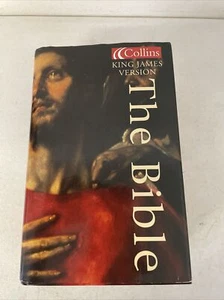 Collins
KING JAMES
VERSION
The Bible